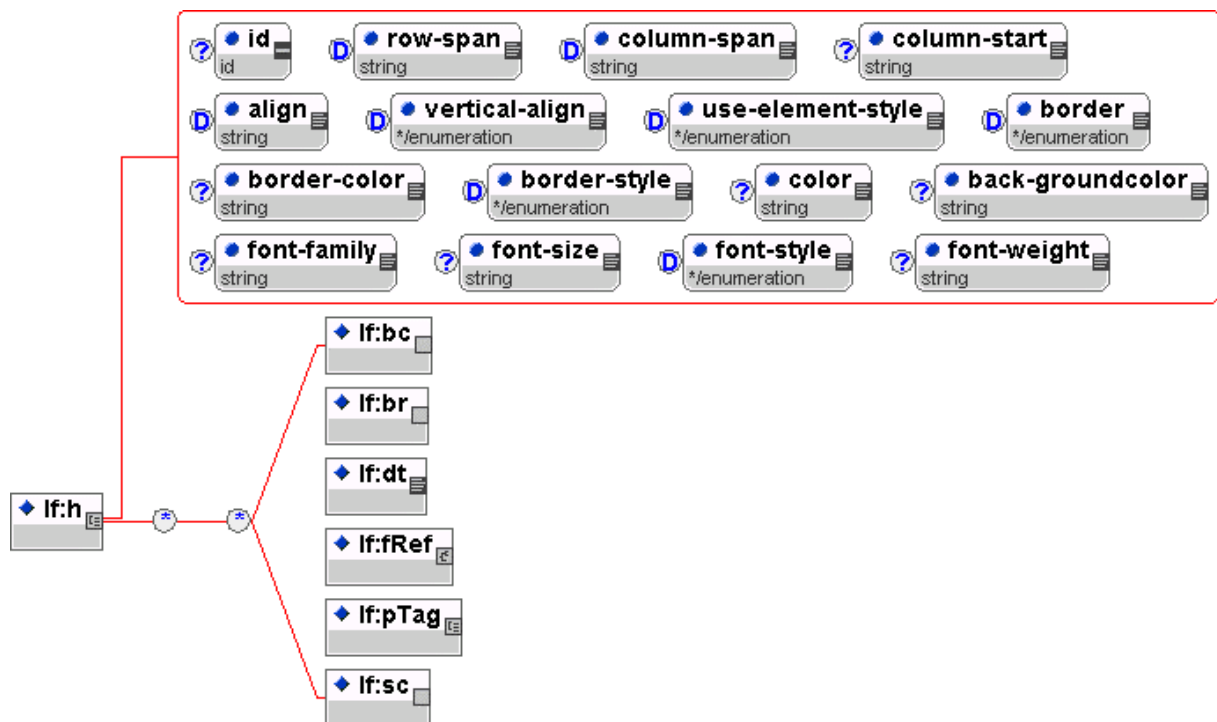 ? id D row-span D column-span ? column-start
id string string string
D align D vertical-align D use-element-style D border
string */enumeration */enumeration */enumeration
? border-color D border-style ? color ? back-groundcolor
string */enumeration string string
? font-family ? font-size D font-style ? font-weight
string string */enumeration string
lf:bc
lf:br
lf:dt
lf:h * *
lf:fRef
lf:pTag
lf:sc